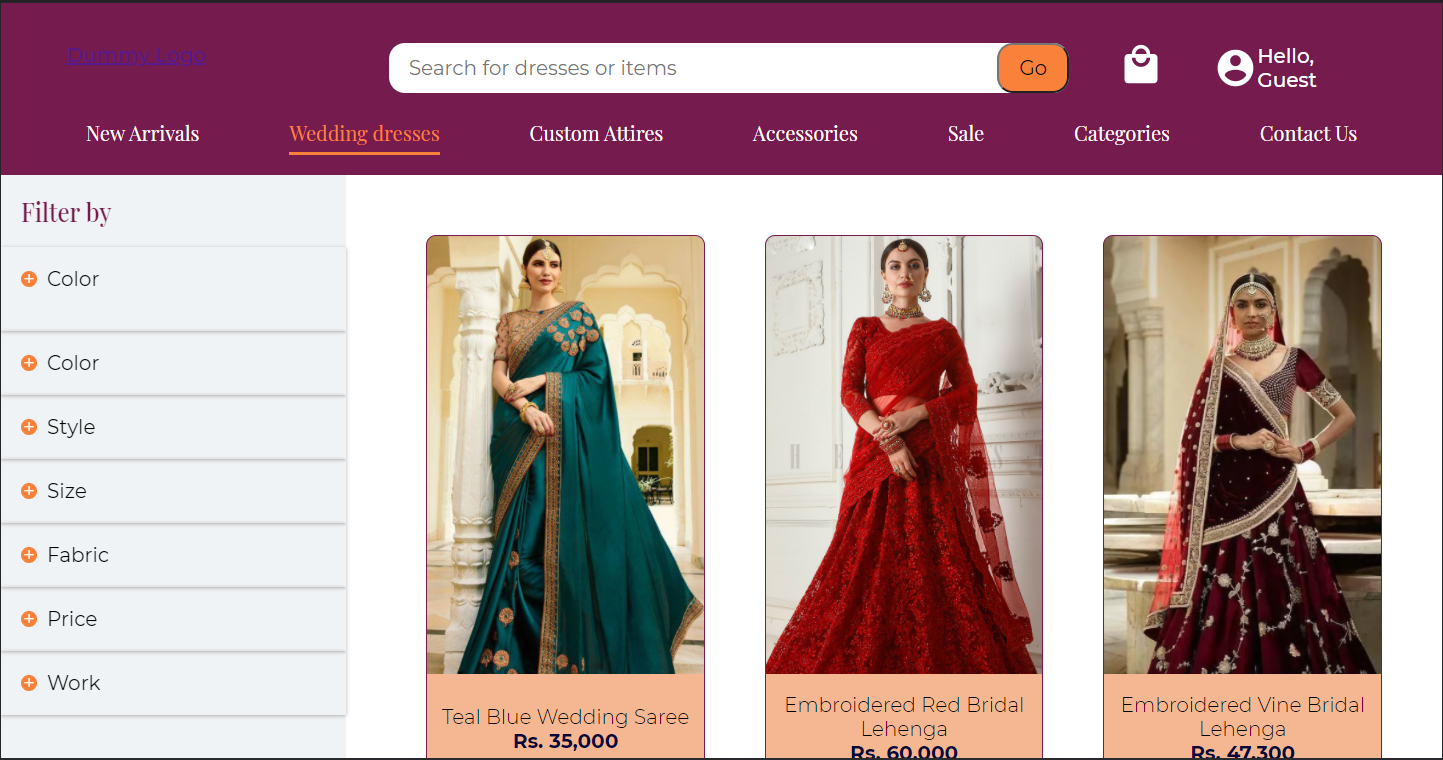 Dummy Logo
Search for dresses or items
Go
Hello,
Guest
New Arrivals
Wedding dresses
Custom Attires
Accessories
Sale
Categories
Contact Us
Filter by
Color
Color
Style
Size
Fabric
Price
Work
Teal Blue Wedding Saree
Rs. 35,000
Embroidered Red Bridal
Lehenga
Rs. 60,000
Embroidered Vine Bridal
Lehenga
Rs. 47,300